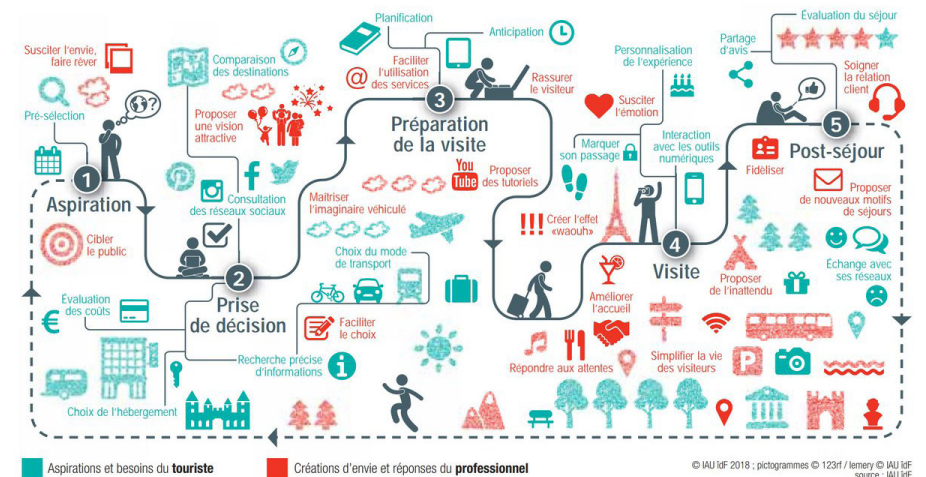 Susciter l'envie,
faire rêver
Pré-sélection
1
Aspiration
Cibler
le public
Comparaison
des destinations
Proposer
une vision
attractive
Consultation
des réseaux sociaux
2
Prise
de décision
Évaluation
des coûts
€
Choix de l'hébergement
Recherche précise
d'informations
i
Choix du mode
de transport
Faciliter
le choix
Maîtriser
l'imaginaire véhiculé
Planification
Anticipation
@
Faciliter
l'utilisation
des services
Rassurer
le visiteur
3
Préparation
de la visite
You
Tube
Proposer
des tutoriels
Personnalisation
de l'expérience
Susciter
l'émotion
Marquer
son passage
Interaction
avec les outils
numériques
!!! Créer l'effet
«waouh»
4
Visite
Améliorer
l'accueil
Répondre aux attentes
Simplifier la vie
des visiteurs
P
Proposer
de l'inattendu
Évaluation du séjour
Partage
d'avis
Soigner
la relation
client
5
Post-séjour
Fidéliser
Proposer
de nouveaux motifs
de séjours
Échange avec
ses réseaux
Aspirations et besoins du touriste
Créations d'envie et réponses du professionnel
© IAU îdF 2018 ; pictogrammes © 123rf / lemery © IAU îdF
source : IAU îdF